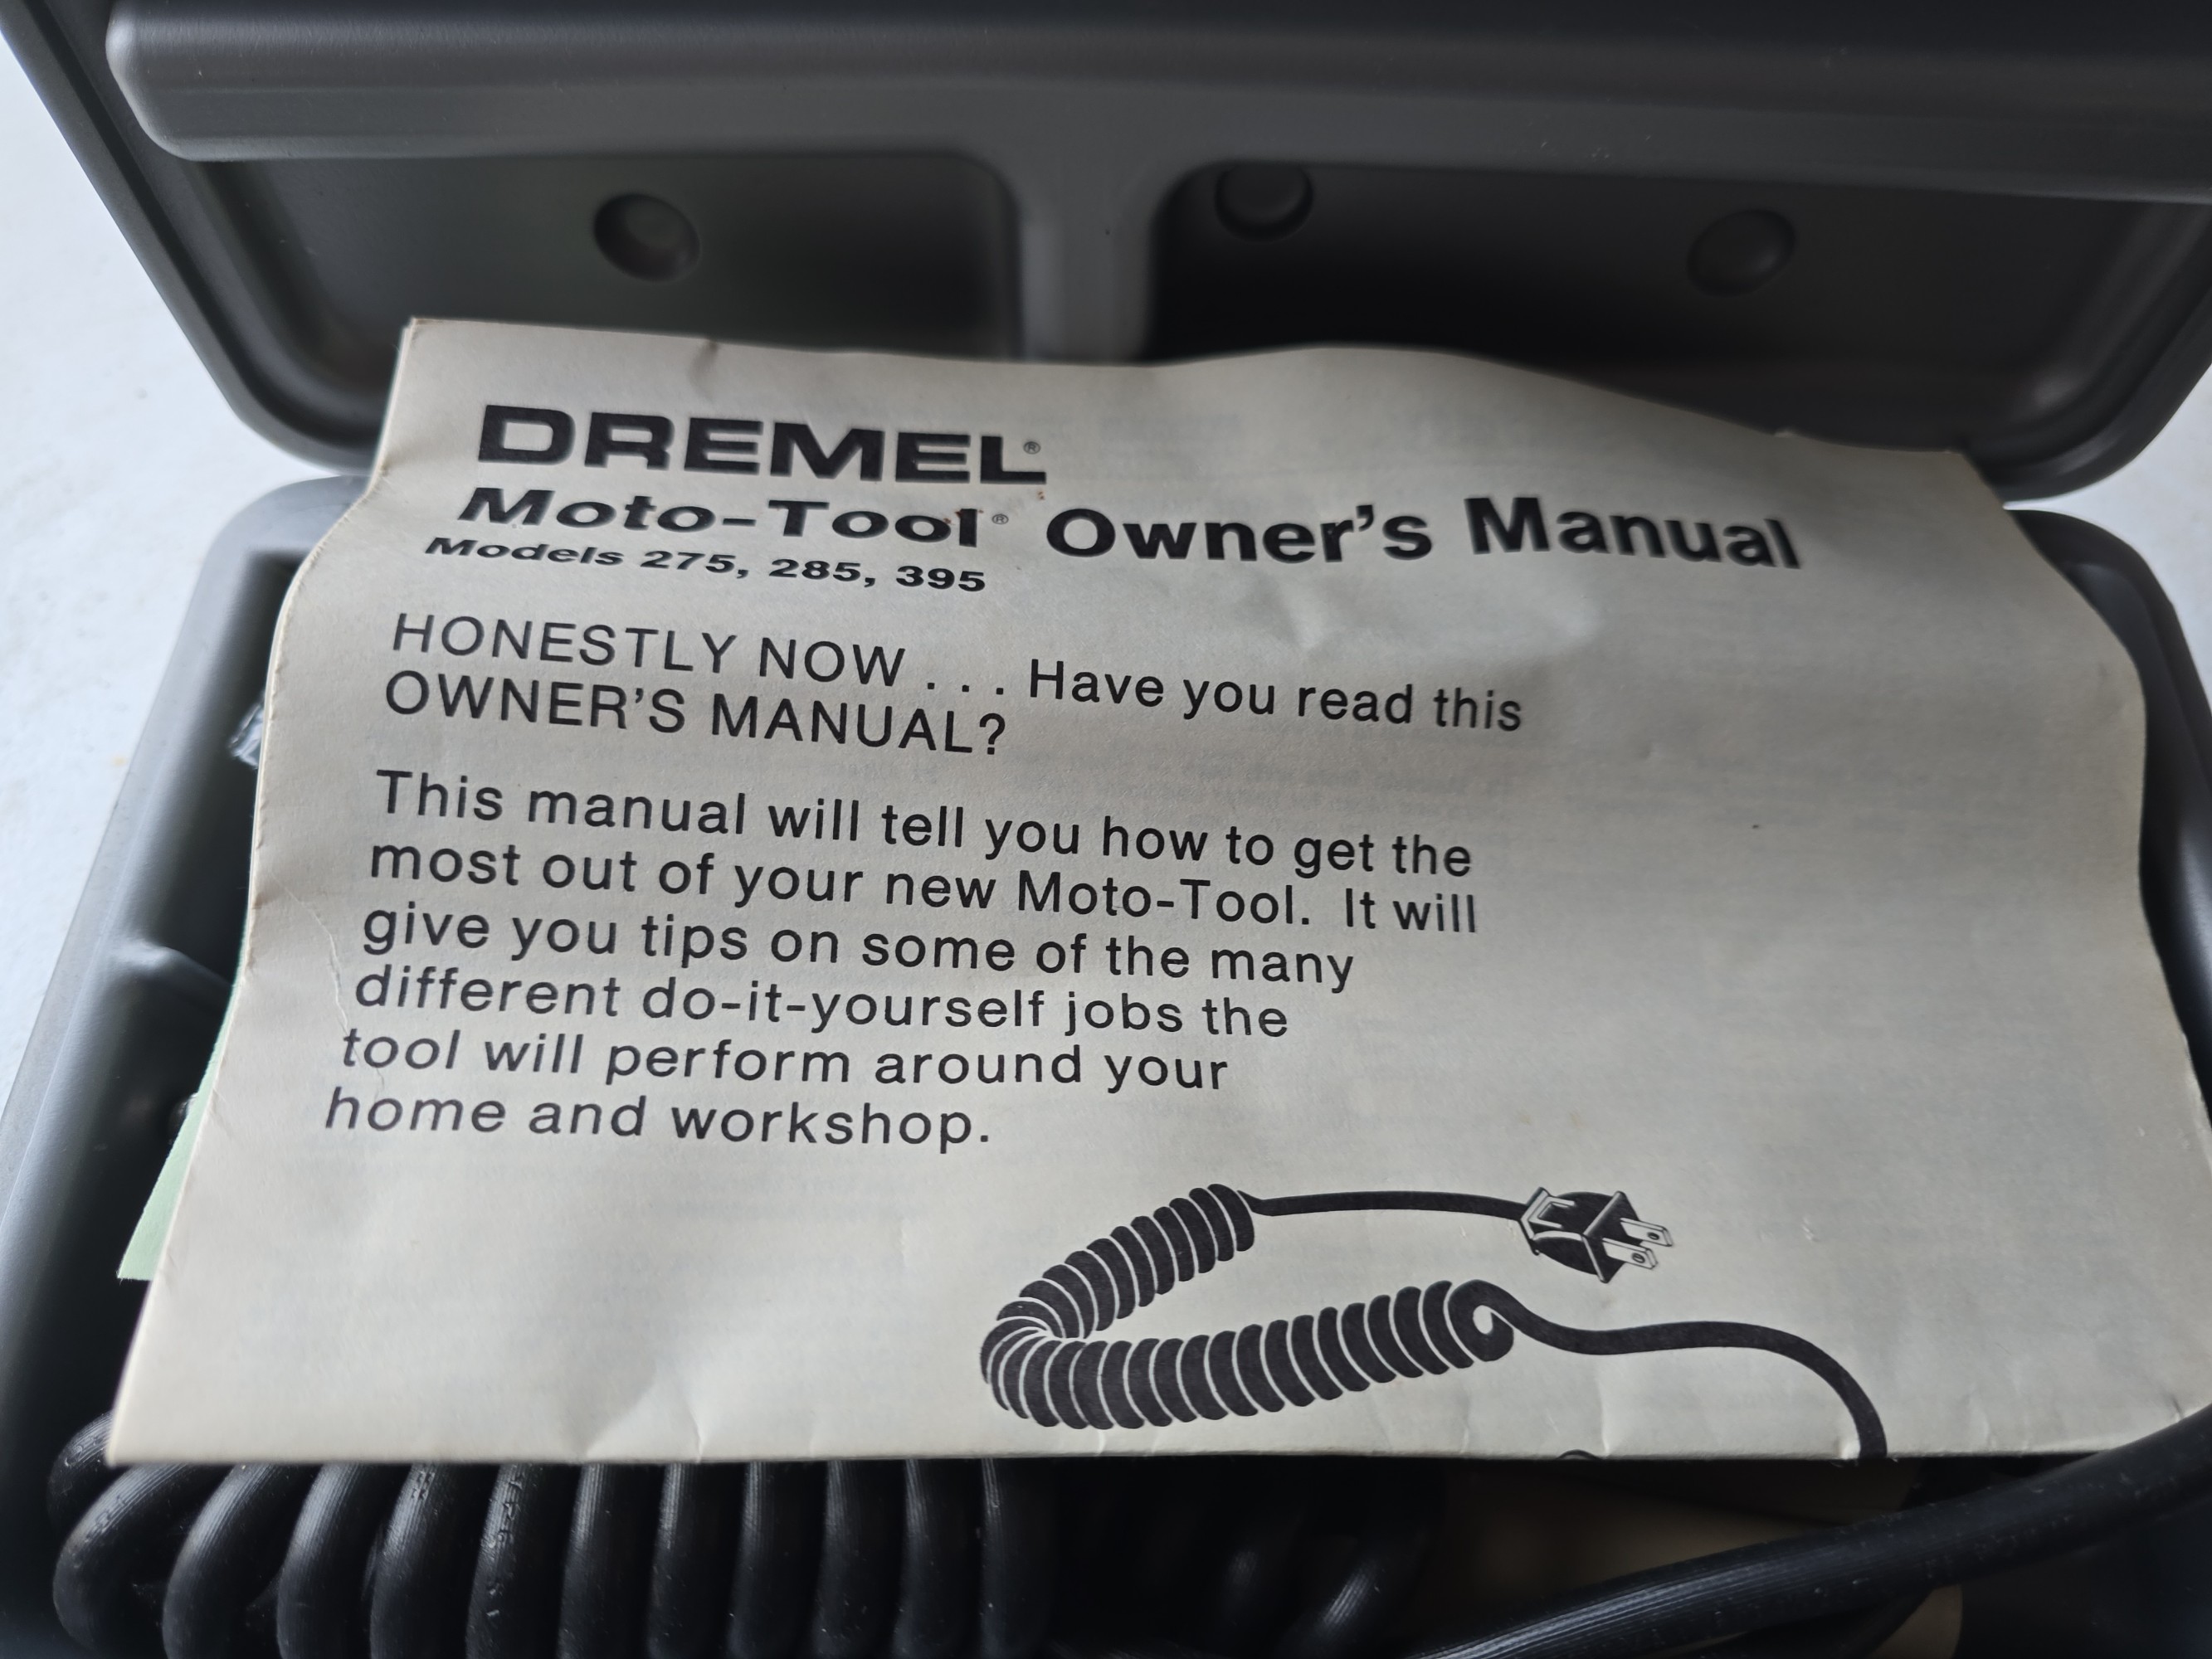 DREMEL®
Moto-Tool® Owner's Manual
Models 275, 285, 395
HONESTLY NOW . . . Have you read this
OWNER'S MANUAL?
This manual will tell you how to get the
most out of your new Moto-Tool. It will
give you tips on some of the many
different do-it-yourself jobs the
tool will perform around your
home and workshop.